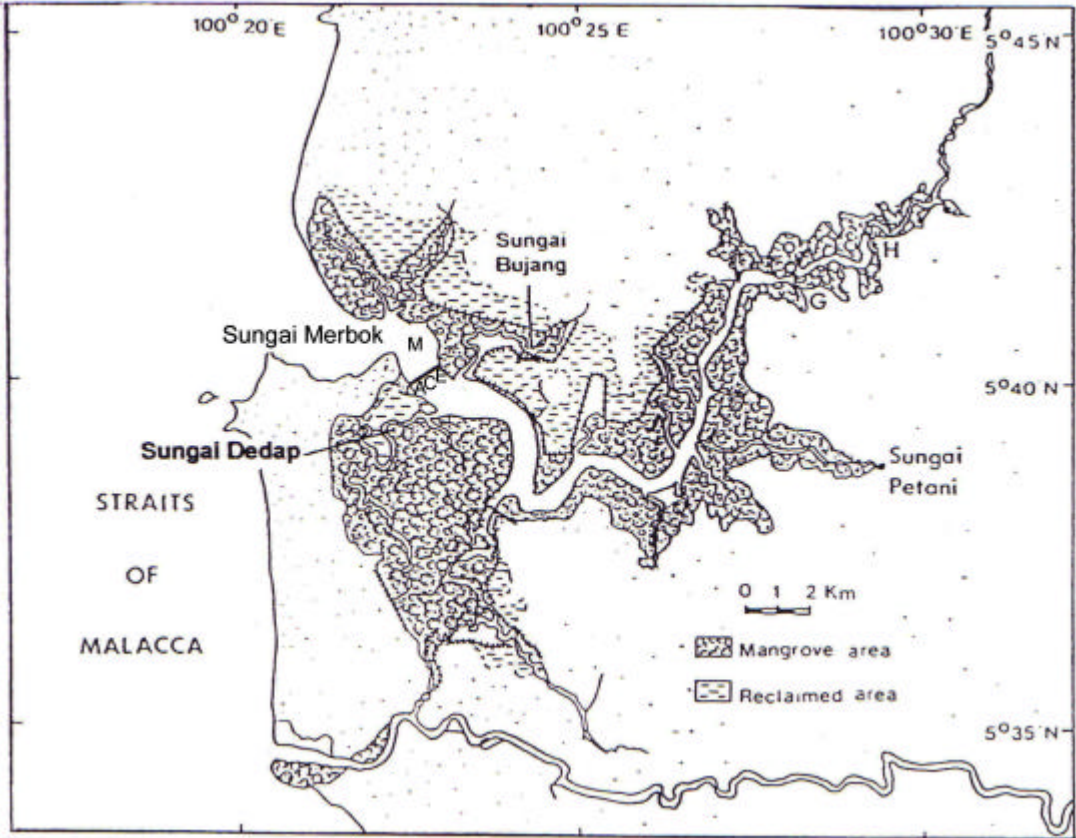 100° 20' E
100° 25' E
100° 30' E
5° 45' N
Sungai
Bujang
H
G
Sungai Merbok
M
ACE
5° 40' N
Sungai Dedap
Sungai
Petani
STRAITS
OF
MALACCA
0 1 2 Km
Mangrove area
Reclaimed area
5° 35' N